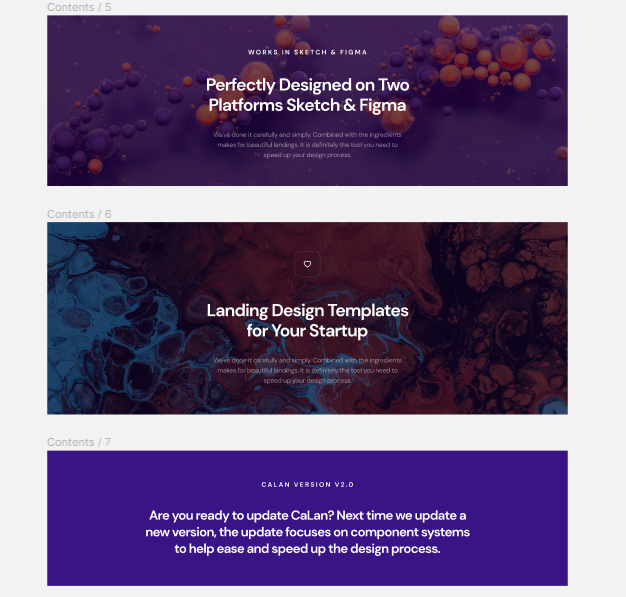 Contents / 5
WORKS IN SKETCH & FIGMA
Perfectly Designed on Two
Platforms Sketch & Figma
We've done it carefully and simply. Combined with the ingredients
makes for beautiful landings. It is definitely the tool you need to
speed up your design process.
Contents / 6
Landing Design Templates
for Your Startup
We've done it carefully and simply. Combined with the ingredients
makes for beautiful landings. It is definitely the tool you need to
speed up your design process.
Contents / 7
CALAN VERSION V2.0
Are you ready to update CaLan? Next time we update a
new version, the update focuses on component systems
to help ease and speed up the design process.